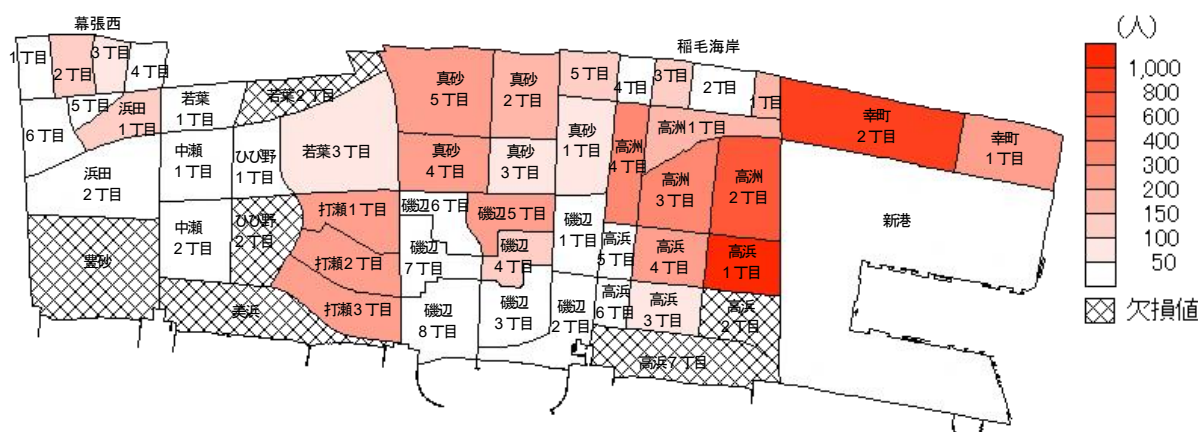 幕張西
1丁目
2丁目
3丁目
4丁目
5丁目
6丁目
浜田
1丁目
浜田
2丁目
若葉
1丁目
若葉2丁目
若葉3丁目
中瀬
1丁目
中瀬
2丁目
ひび野
1丁目
ひび野
2丁目
豊砂
美浜
打瀬1丁目
打瀬2丁目
打瀬3丁目
真砂
5丁目
真砂
2丁目
真砂
4丁目
真砂
3丁目
真砂
1丁目
磯辺6丁目
磯辺5丁目
磯辺
7丁目
磯辺
4丁目
磯辺
1丁目
磯辺
8丁目
磯辺
3丁目
磯辺
2丁目
稲毛海岸
5丁目
4丁目
3丁目
2丁目
1丁目
高洲1丁目
高洲
4丁目
高洲
3丁目
高洲
2丁目
高浜
5丁目
高浜
4丁目
高浜
1丁目
高浜
6丁目
高浜
3丁目
高浜
2丁目
高浜7丁目
幸町
2丁目
幸町
1丁目
新港
(人)
1,000
800
600
400
300
200
150
100
50
欠損値